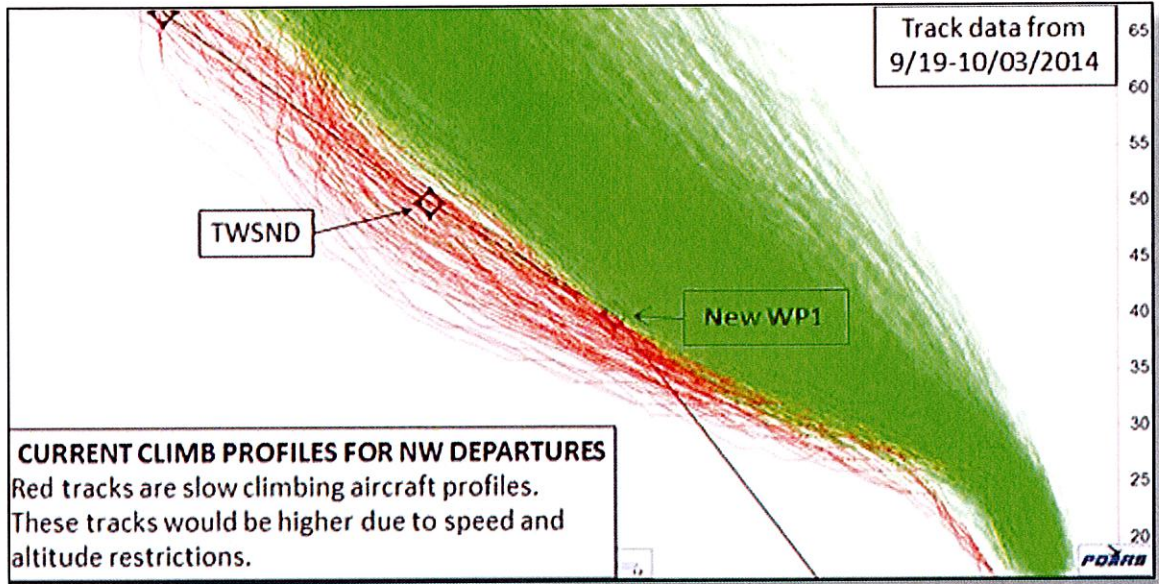 Track data from
9/19-10/03/2014
65
60
55
50
TWSND
45
New WP1
40
35
30
CURRENT CLIMB PROFILES FOR NW DEPARTURES
Red tracks are slow climbing aircraft profiles.
25
These tracks would be higher due to speed and
altitude restrictions.
20
PDARS